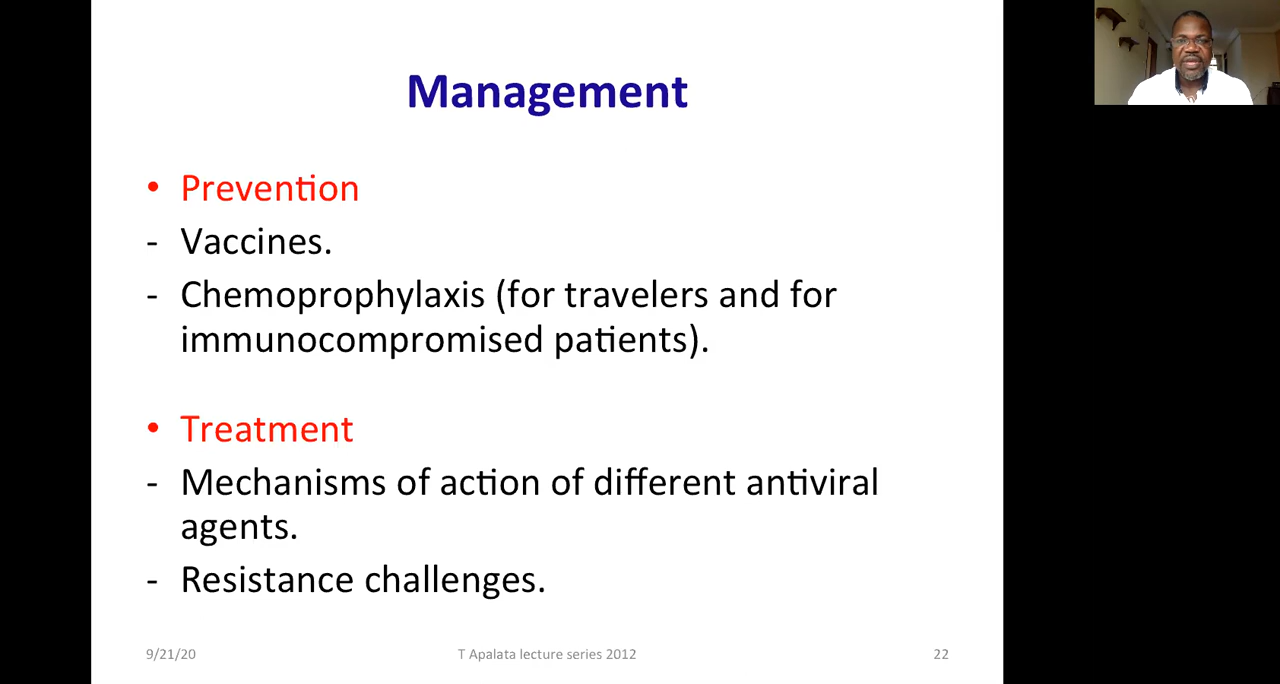 Management
• Prevention
- Vaccines.
- Chemoprophylaxis (for travelers and for
immunocompromised patients).
• Treatment
- Mechanisms of action of different antiviral
agents.
- Resistance challenges.
9/21/20 T Apalata lecture series 2012 22